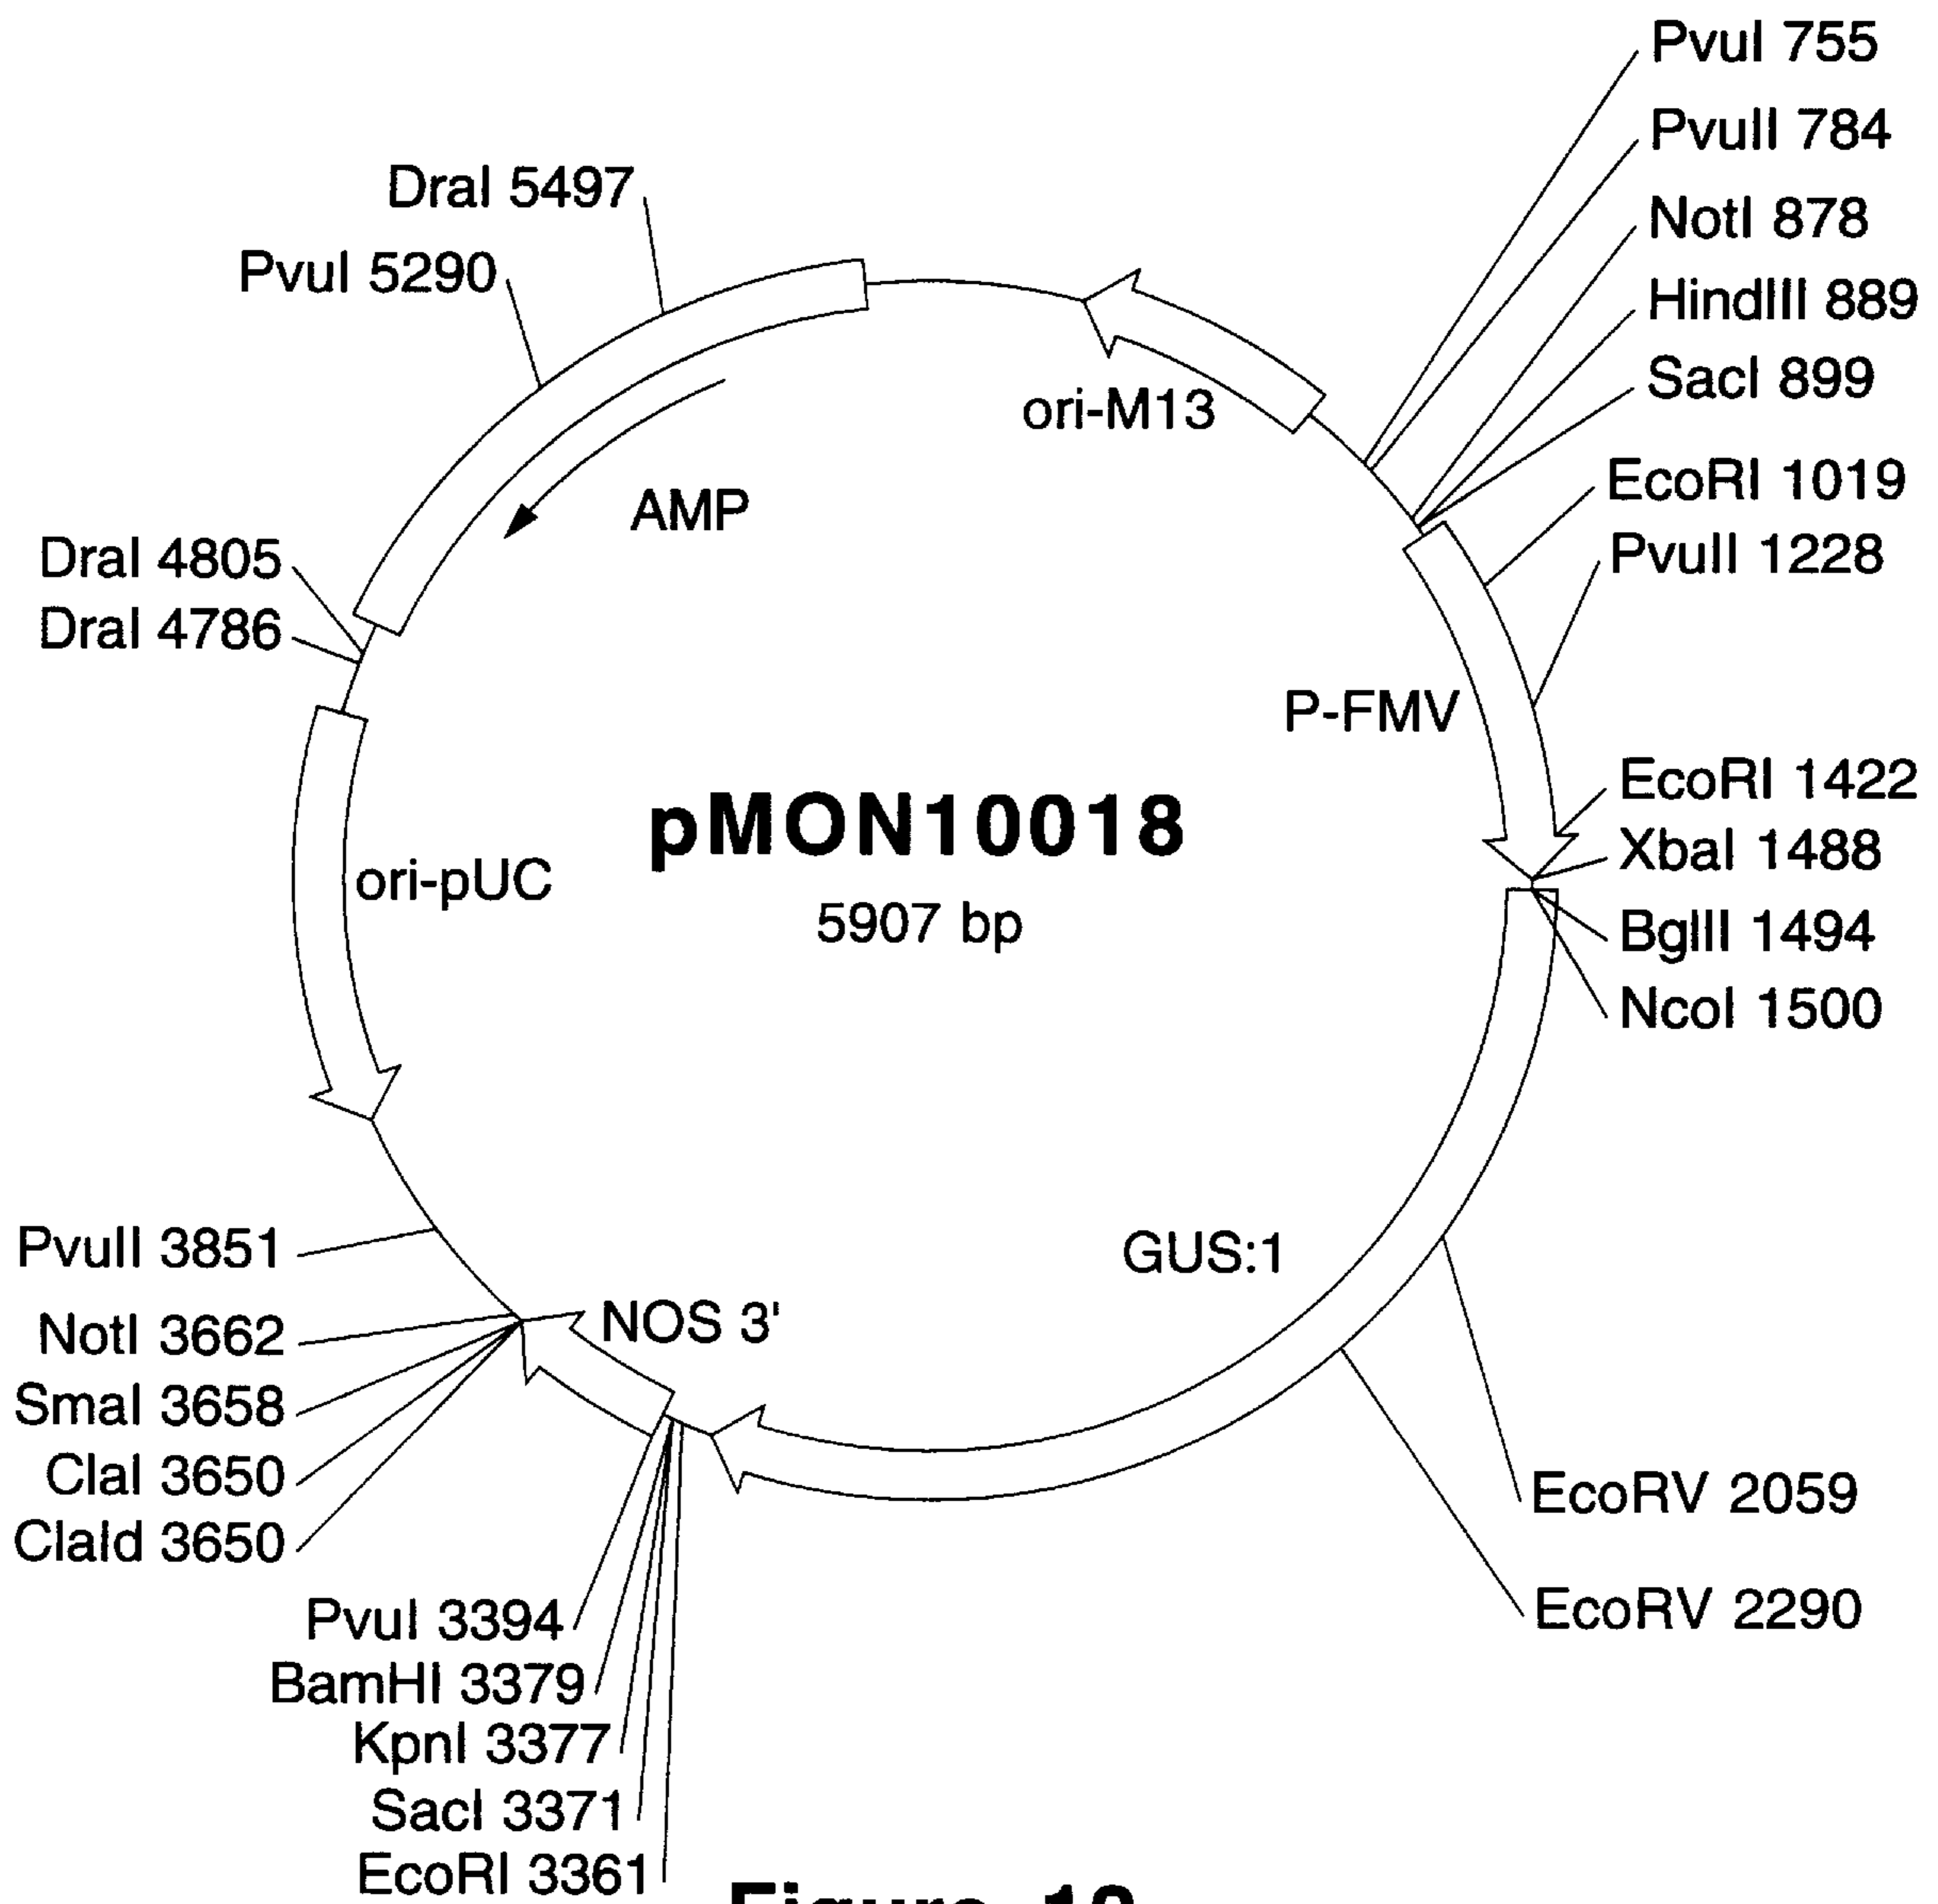 PvuI 755
PvuII 784
NotI 878
HindIII 889
SacI 899
EcoRI 1019
PvuII 1228
EcoRI 1422
XbaI 1488
BglII 1494
NcoI 1500
EcoRV 2059
EcoRV 2290
DraI 5497
PvuI 5290
DraI 4805
DraI 4786
PvuII 3851
NotI 3662
SmaI 3658
ClaI 3650
ClaId 3650
PvuI 3394
BamHI 3379
KpnI 3377
SacI 3371
EcoRI 3361
ori-M13
AMP
P-FMV
pMON10018
5907 bp
ori-pUC
GUS:1
NOS 3'
Figure